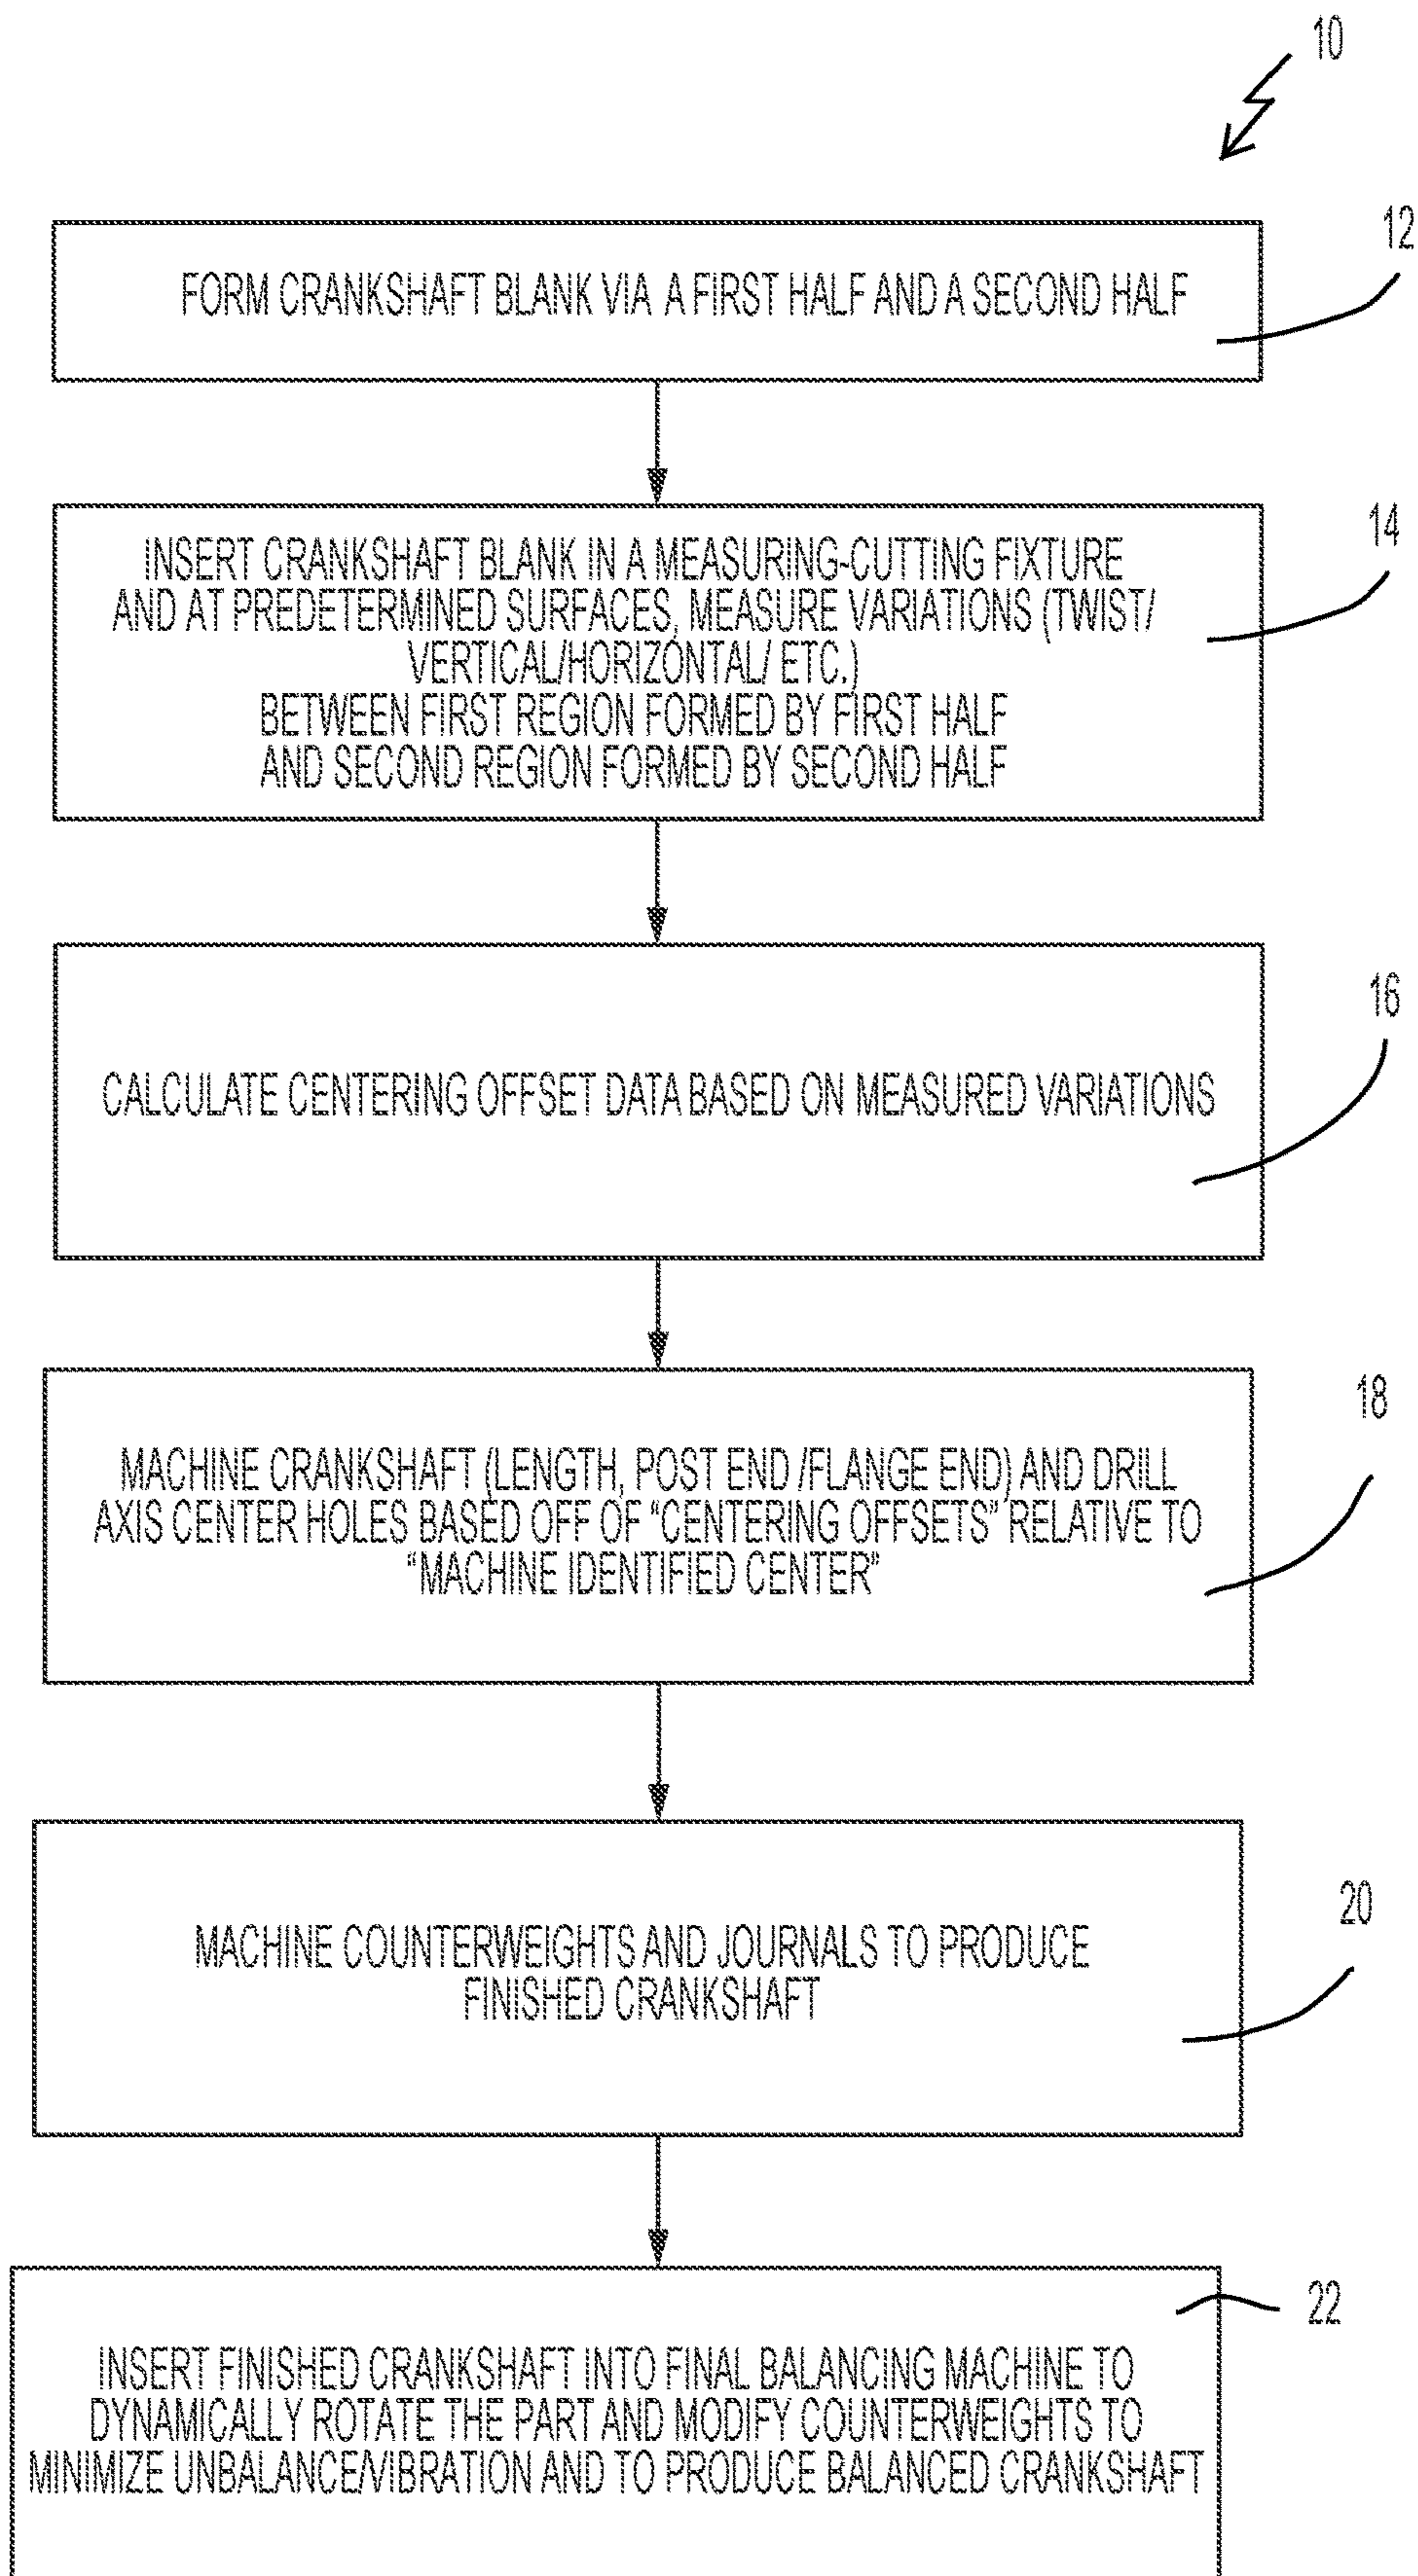 10
12
FORM CRANKSHAFT BLANK VIA A FIRST HALF AND A SECOND HALF
14
INSERT CRANKSHAFT BLANK IN A MEASURING-CUTTING FIXTURE
AND AT PREDETERMINED SURFACES, MEASURE VARIATIONS (TWIST/
VERTICAL/HORIZONTAL/ ETC.)
BETWEEN FIRST REGION FORMED BY FIRST HALF
AND SECOND REGION FORMED BY SECOND HALF
16
CALCULATE CENTERING OFFSET DATA BASED ON MEASURED VARIATIONS
18
MACHINE CRANKSHAFT (LENGTH, POST END /FLANGE END) AND DRILL
AXIS CENTER HOLES BASED OFF OF “CENTERING OFFSETS” RELATIVE TO
“MACHINE IDENTIFIED CENTER”
20
MACHINE COUNTERWEIGHTS AND JOURNALS TO PRODUCE
FINISHED CRANKSHAFT
22
INSERT FINISHED CRANKSHAFT INTO FINAL BALANCING MACHINE TO
DYNAMICALLY ROTATE THE PART AND MODIFY COUNTERWEIGHTS TO
MINIMIZE UNBALANCE/VIBRATION AND TO PRODUCE BALANCED CRANKSHAFT